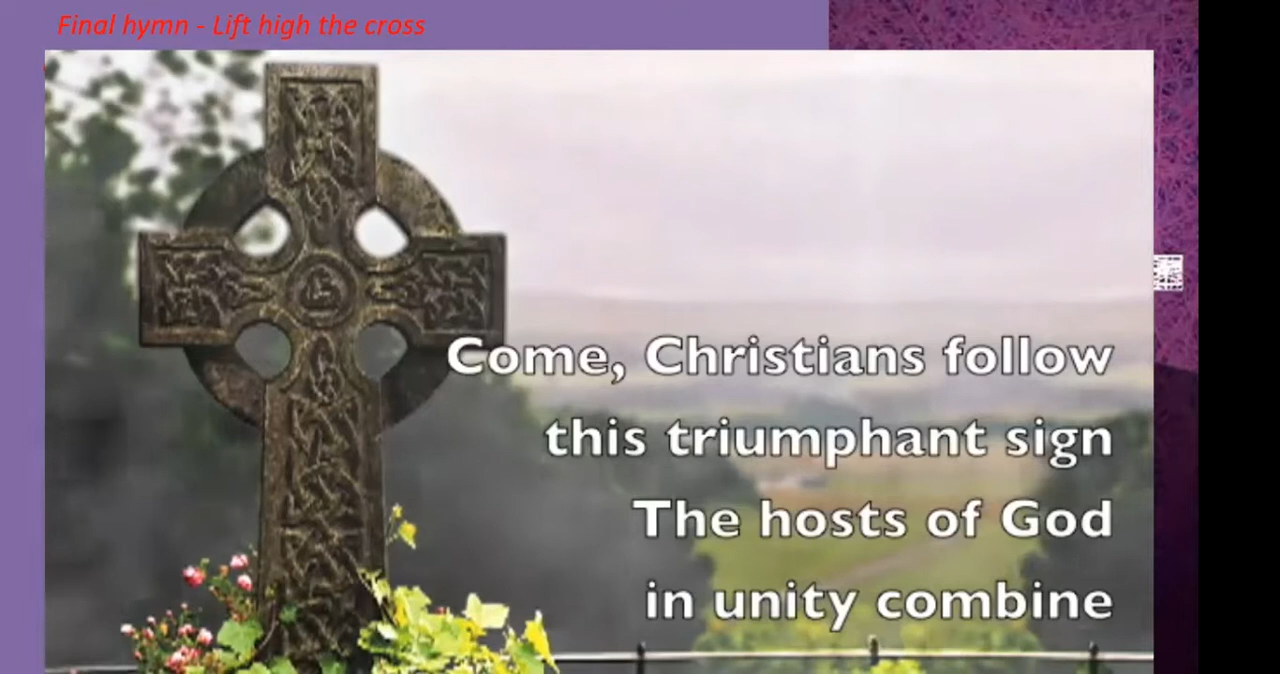 Final hymn - Lift high the cross
Come, Christians follow
this triumphant sign
The hosts of God
in unity combine